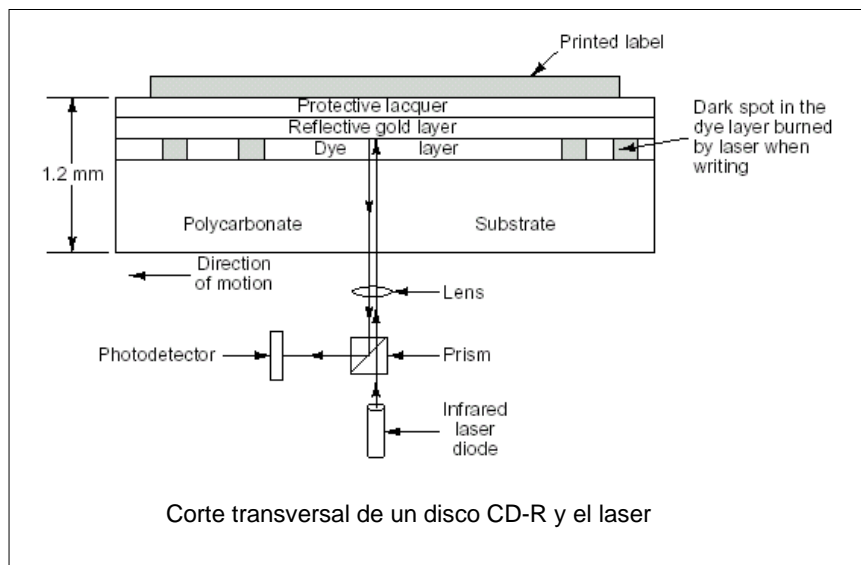 Printed label
Protective lacquer
Reflective gold layer
Dark spot in the
dye layer burned
by laser when
writing
Dye layer
1.2 mm
Polycarbonate Substrate
Direction
of motion
Lens
Photodetector
Prism
Infrared
laser
diode
Corte transversal de un disco CD-R y el laser